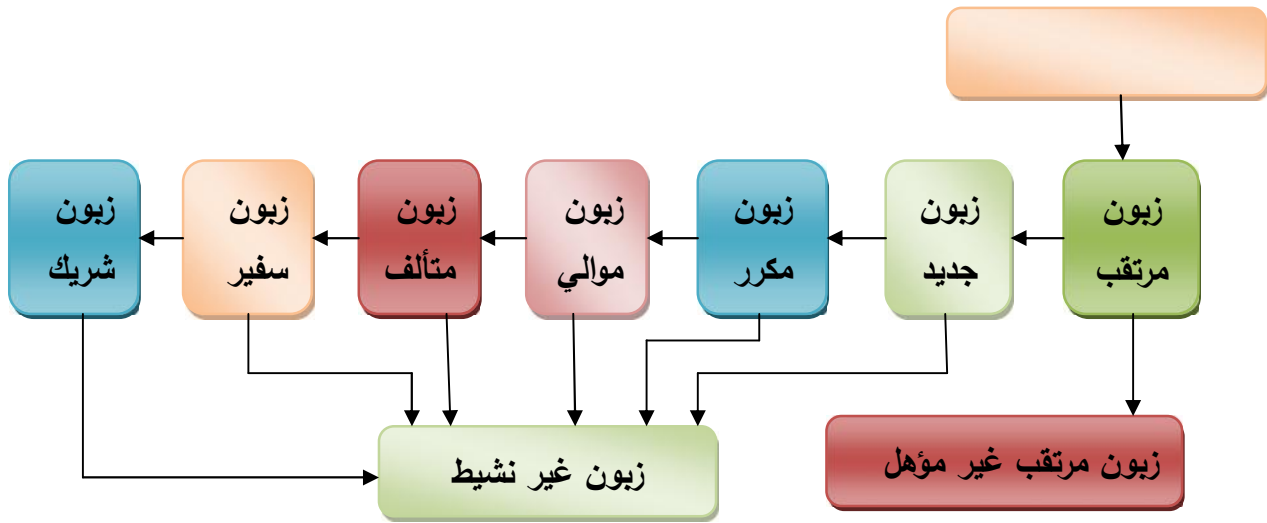 زبون
مرتقب
زبون
جديد
زبون
مكرر
زبون
موالي
زبون
متألف
زبون
سفير
زبون
شريك
زبون مرتقب غير مؤهل
زبون غير نشيط